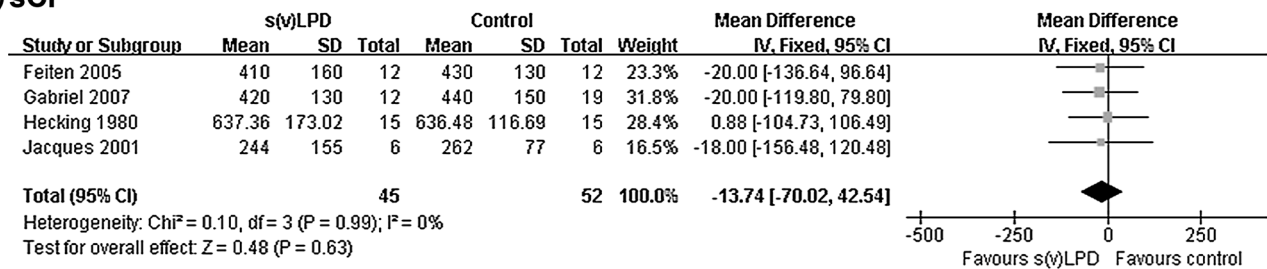 s(v)LPD Control Mean Difference Mean Difference
Study or Subgroup Mean SD Total Mean SD Total Weight IV, Fixed, 95% CI IV, Fixed, 95% CI
Feiten 2005 410 160 12 430 130 12 23.3% -20.00 [-136.64, 96.64]
Gabriel 2007 420 130 12 440 150 19 31.8% -20.00 [-119.80, 79.80]
Hecking 1980 637.36 173.02 15 636.48 116.69 15 28.4% 0.88 [-104.73, 106.49]
Jacques 2001 244 155 6 262 77 6 16.5% -18.00 [-156.48, 120.48]
Total (95% CI) 45 52 100.0% -13.74 [-70.02, 42.54]
Heterogeneity: Chi² = 0.10, df = 3 (P = 0.99); I² = 0%
Test for overall effect: Z = 0.48 (P = 0.63)
-500 -250 0 250
Favours s(v)LPD Favours control